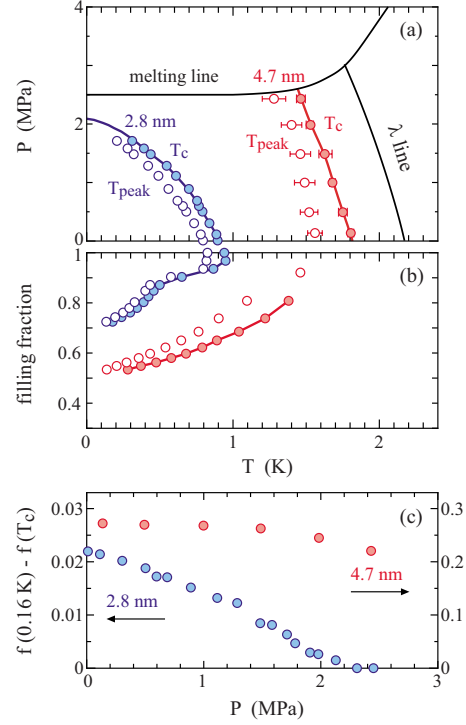 4
(a)
melting line
4.7 nm
P (MPa)
2.8 nm
2
Tc
Tpeak
Tpeak
Tc
λ line
0
1
(b)
0.8
filling fraction
0.6
0.4
0 1 2
T (K)
0.03 0.3
(c)
f (0.16 K) - f (Tc)
0.02 0.2
4.7 nm
0.01 0.1
2.8 nm
0 0
0 1 2 3
P (MPa)